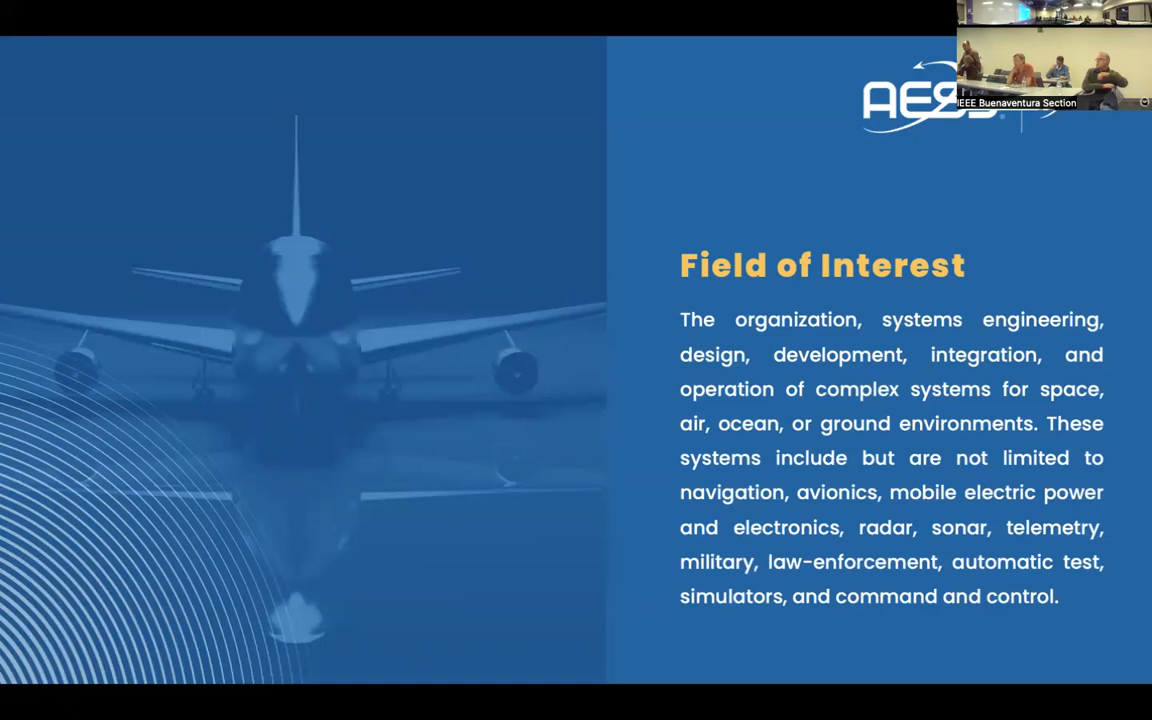 AESS
IEEE Buenaventura Section
Field of Interest
The organization, systems engineering,
design, development, integration, and
operation of complex systems for space,
air, ocean, or ground environments. These
systems include but are not limited to
navigation, avionics, mobile electric power
and electronics, radar, sonar, telemetry,
military, law-enforcement, automatic test,
simulators, and command and control.